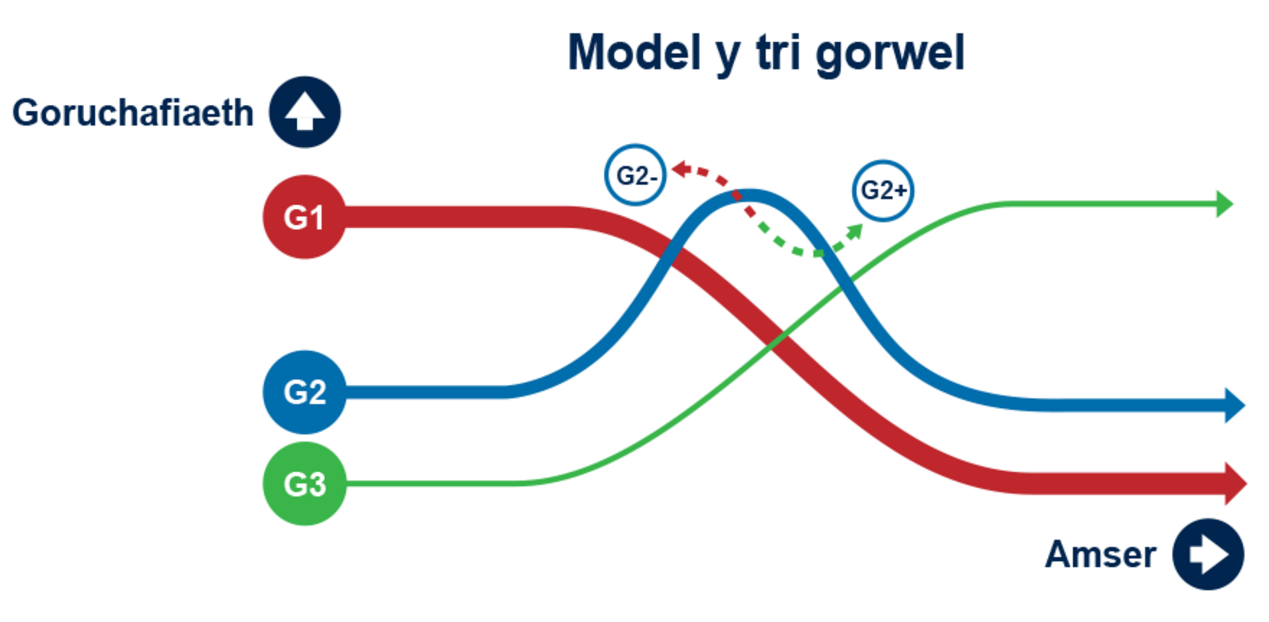 Model y tri gorwel
Goruchafiaeth
G2-
G2+
G1
G2
G3
Amser